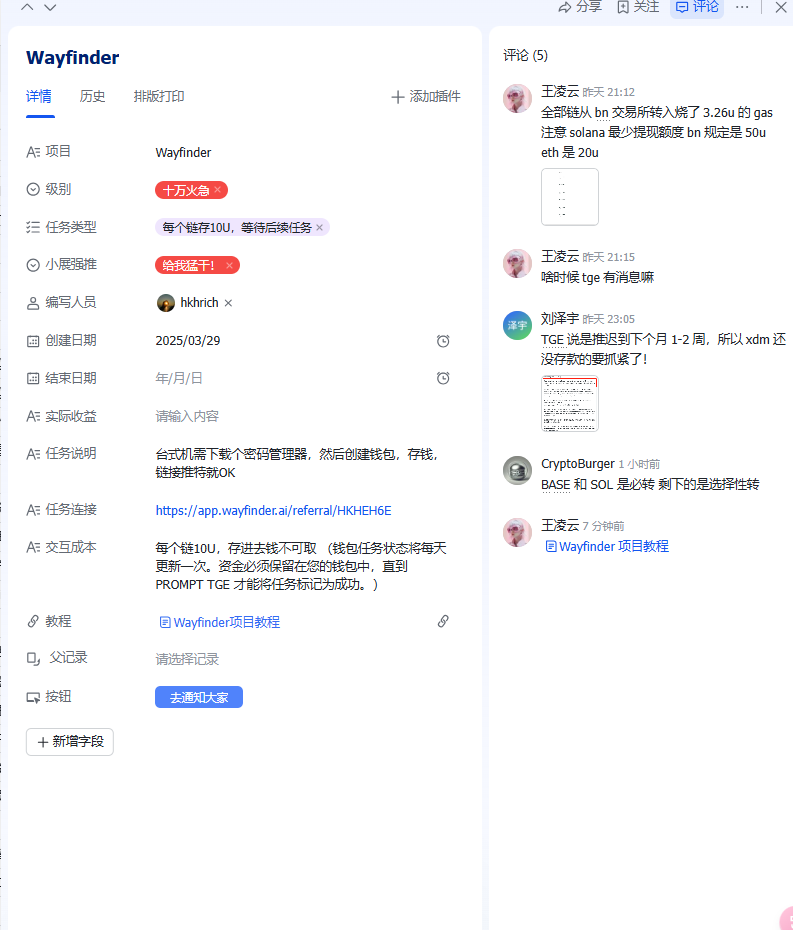 分享 关注 评论 ...
Wayfinder
详情 历史 排版打印 添加插件
项目 Wayfinder
级别 十万火急 ×
任务类型 每个链存10U，等待后续任务 ×
小展强推 给我猛干！ ×
编写人员 hkhrich ×
创建日期 2025/03/29
结束日期 年/月/日
实际收益 请输入内容
任务说明 台式机需下载个密码管理器，然后创建钱包，存钱，
链接推特就OK
任务连接 https://app.wayfinder.ai/referral/HKHEH6E
交互成本 每个链10U，存进去钱不可取 （钱包任务状态将每天
更新一次。资金必须保留在您的钱包中，直到
PROMPT TGE 才能将任务标记为成功。）
教程 Wayfinder项目教程
父记录 请选择记录
按钮 去通知大家
新增字段
评论 (5)
王凌云 昨天 21:12
全部链从 bn 交易所转入烧了 3.26u 的 gas
注意 solana 最少提现额度 bn 规定是 50u
eth 是 20u
王凌云 昨天 21:15
啥时候 tge 有消息嘛
泽宇
刘泽宇 昨天 23:05
TGE 说是推迟到下个月 1-2 周，所以 xdm 还
没存款的要抓紧了！
CryptoBurger 1 小时前
BASE 和 SOL 是必转 剩下的是选择性转
王凌云 7 分钟前
Wayfinder 项目教程